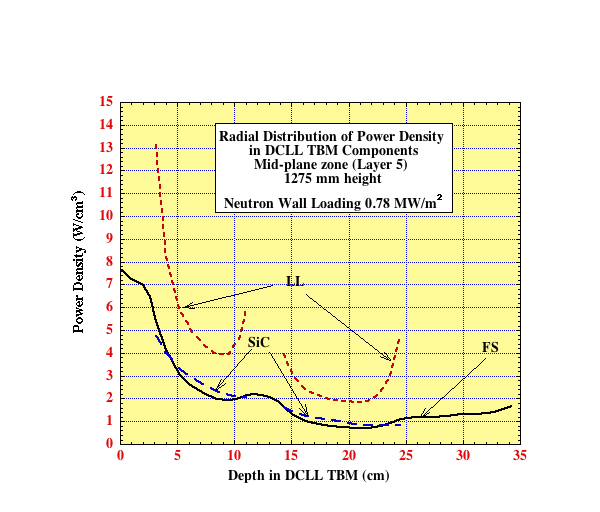 15
14
13
12
11
10
9
8
7
6
5
4
3
2
1
0
Power Density (W/cm³)
Radial Distribution of Power Density
in DCLL TBM Components
Mid-plane zone (Layer 5)
1275 mm height
Neutron Wall Loading 0.78 MW/m²
LL
SiC
FS
0 5 10 15 20 25 30 35
Depth in DCLL TBM (cm)